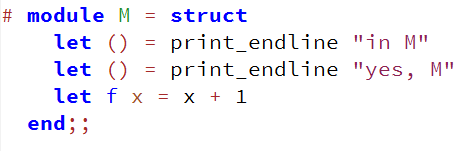 # module M = struct
let () = print_endline "in M"
let () = print_endline "yes, M"
let f x = x + 1
end;;